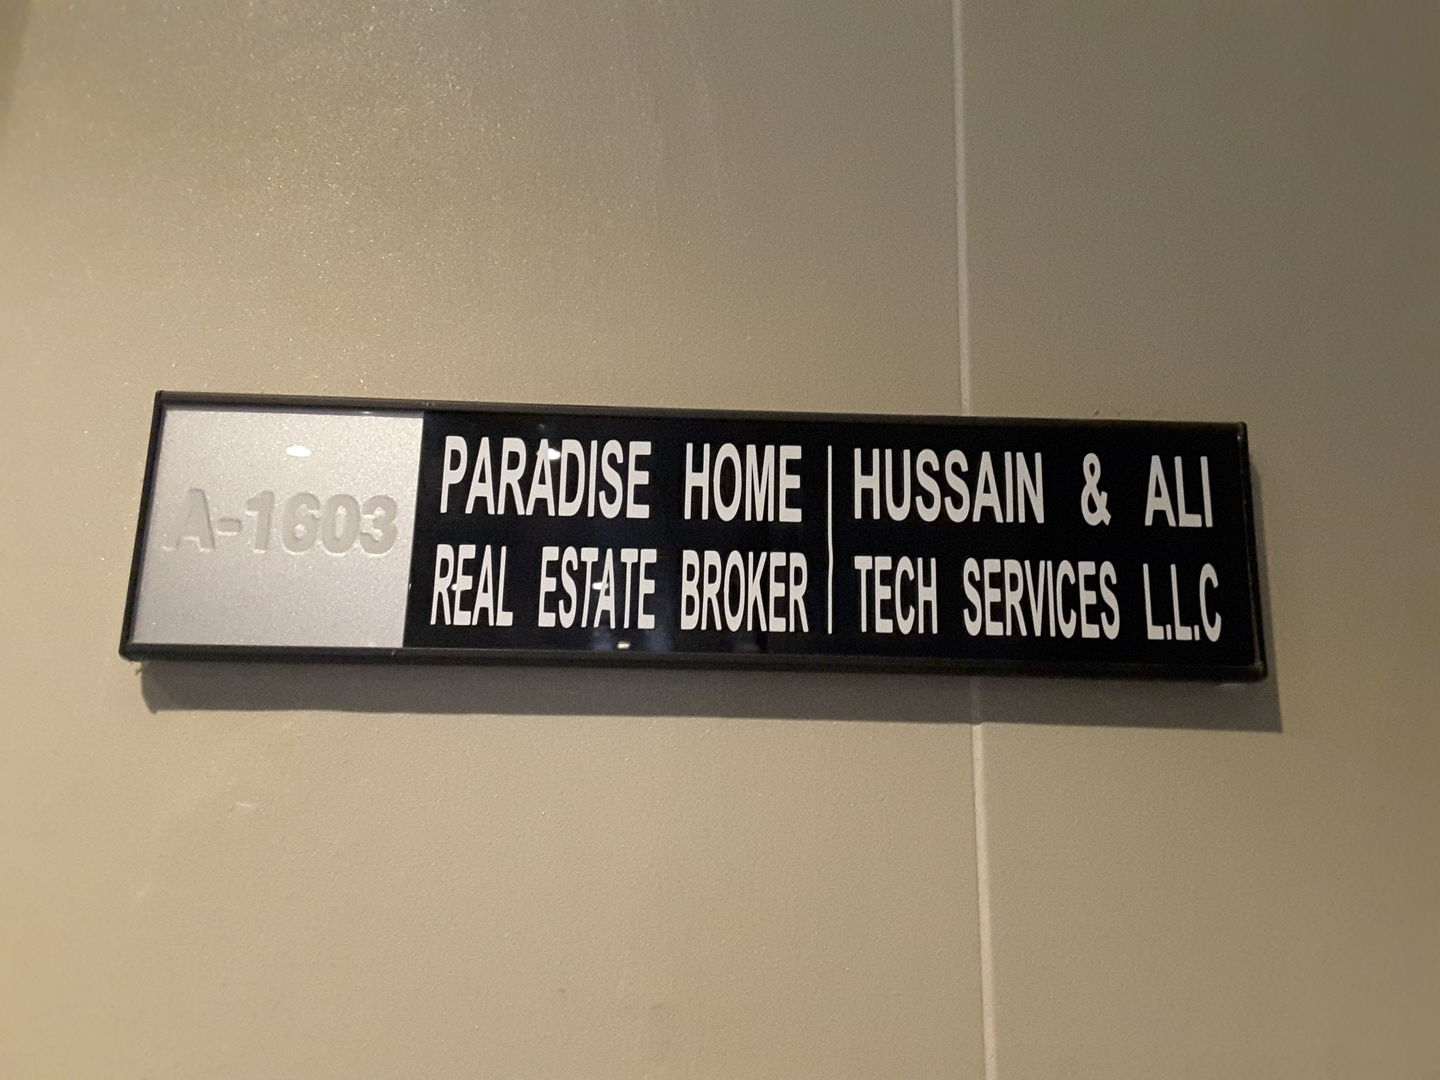 A-1603
PARADISE HOME
REAL ESTATE BROKER
HUSSAIN & ALI
TECH SERVICES L.L.C